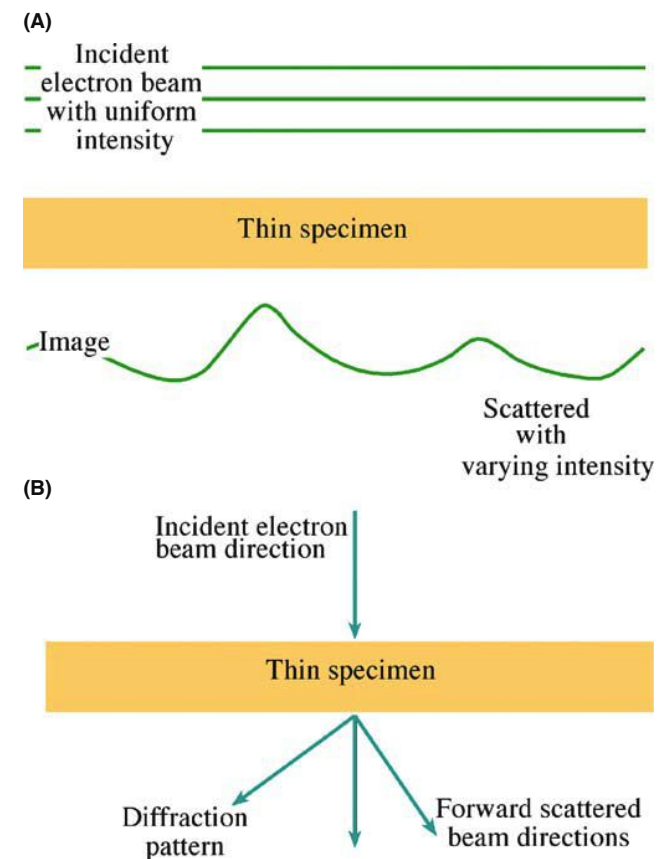 (A)
Incident
electron beam
with uniform
intensity
Thin specimen
Image
Scattered
with
varying intensity
(B)
Incident electron
beam direction
Thin specimen
Diffraction
pattern
Forward scattered
beam directions